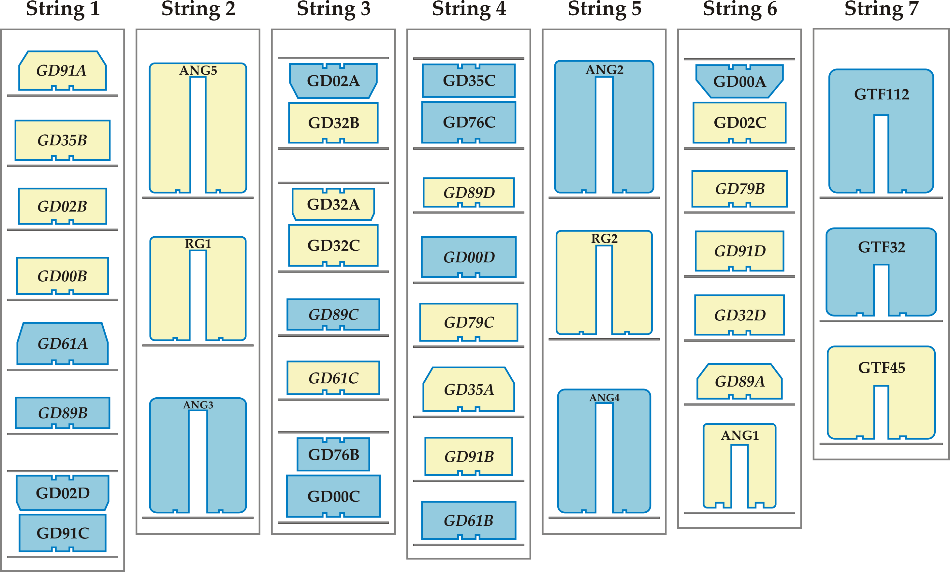 String 1
String 2
String 3
String 4
String 5
String 6
String 7
GD91A
GD35B
GD02B
GD00B
GD61A
GD89B
GD02D
GD91C
ANG5
RG1
ANG3
GD02A
GD32B
GD32A
GD32C
GD89C
GD61C
GD76B
GD00C
GD35C
GD76C
GD89D
GD00D
GD79C
GD35A
GD91B
GD61B
ANG2
RG2
ANG4
GD00A
GD02C
GD79B
GD91D
GD32D
GD89A
ANG1
GTF112
GTF32
GTF45